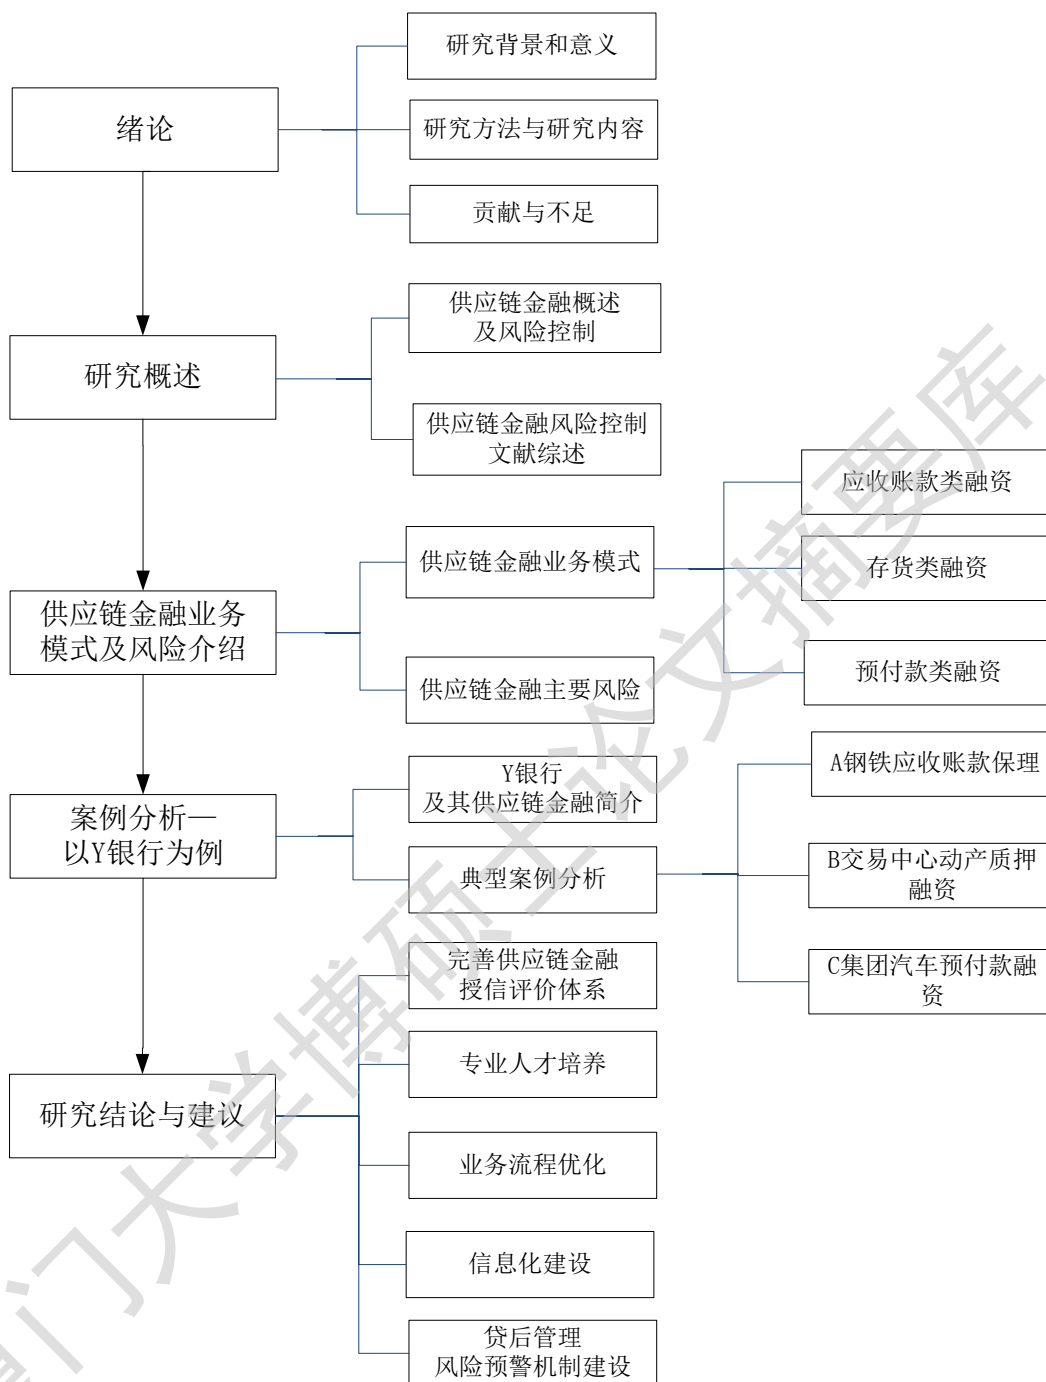 绪论
研究背景和意义
研究方法与研究内容
贡献与不足
研究概述
供应链金融概述
及风险控制
供应链金融风险控制
文献综述
供应链金融业务
模式及风险介绍
供应链金融业务模式
应收账款类融资
存货类融资
预付款类融资
供应链金融主要风险
案例分析—
以Y银行为例
Y银行
及其供应链金融简介
典型案例分析
A钢铁应收账款保理
B交易中心动产质押
融资
C集团汽车预付款融
资
研究结论与建议
完善供应链金融
授信评价体系
专业人才培养
业务流程优化
信息化建设
贷后管理
风险预警机制建设
门大学博硕士论文摘要库